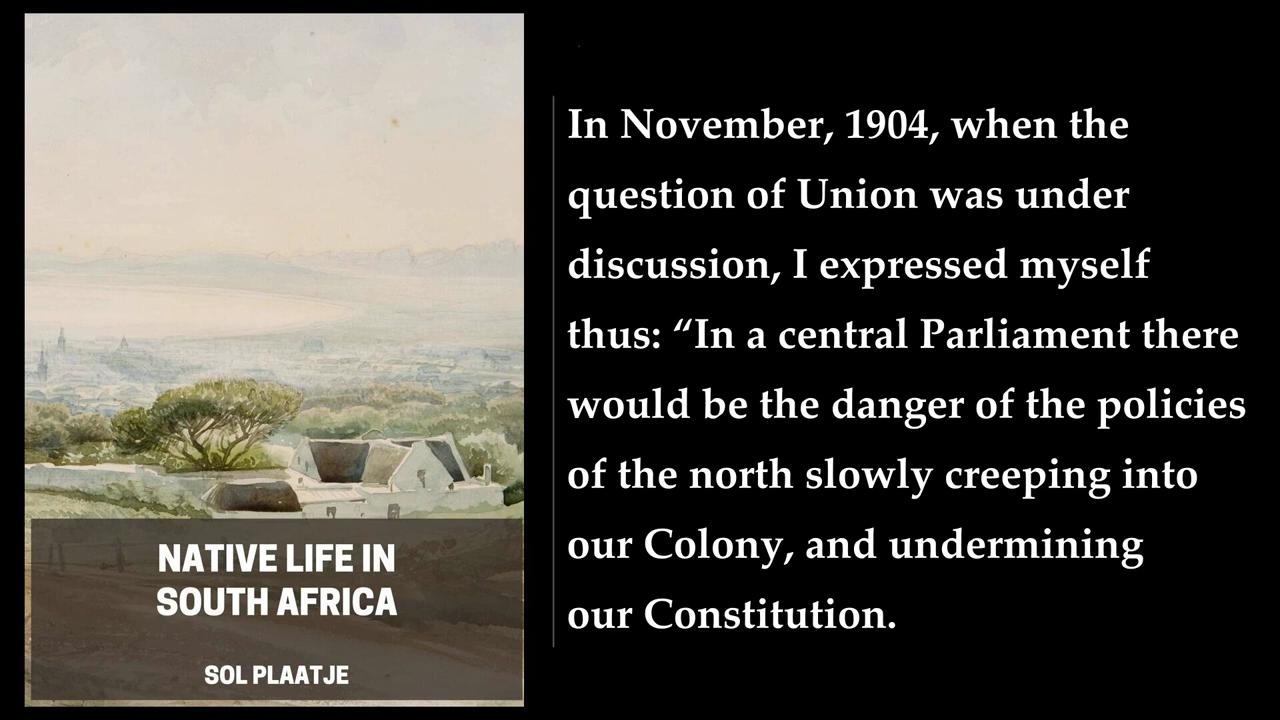 NATIVE LIFE IN
SOUTH AFRICA
SOL PLAATJE
In November, 1904, when the
question of Union was under
discussion, I expressed myself
thus: “In a central Parliament there
would be the danger of the policies
of the north slowly creeping into
our Colony, and undermining
our Constitution.